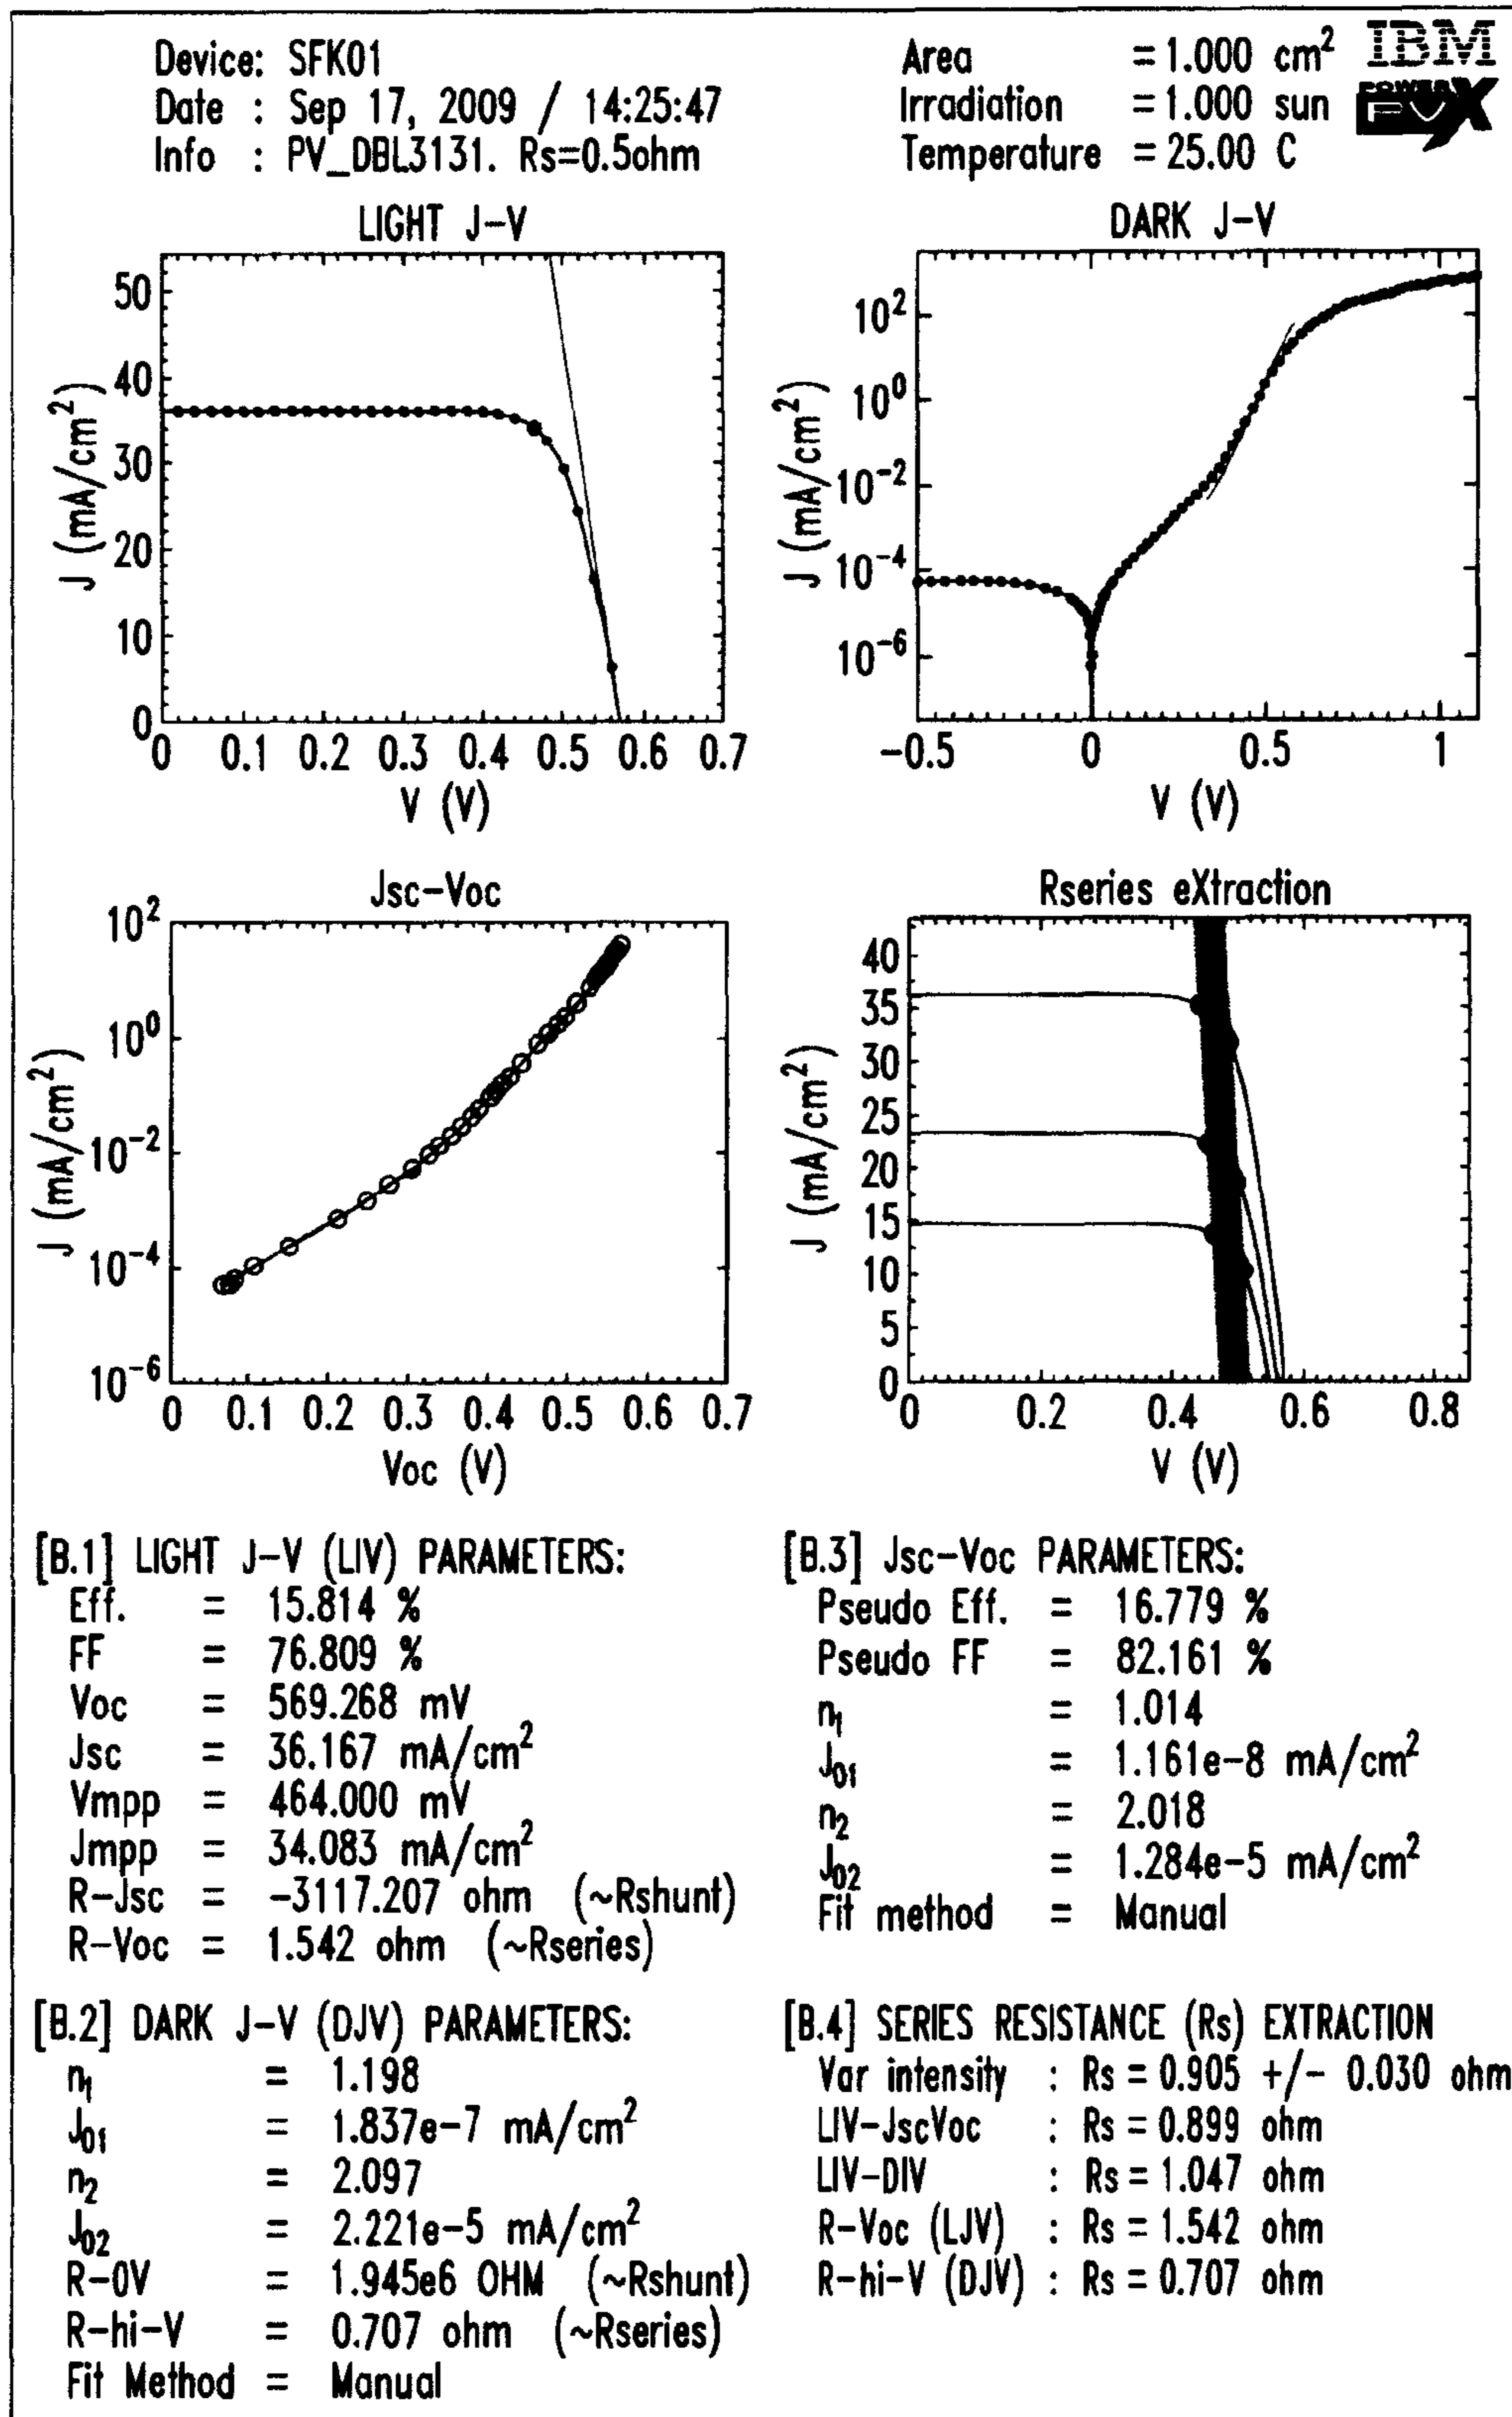 Device: SFK01
Date : Sep 17, 2009 / 14:25:47
Info : PV_DBL3131. Rs=0.5ohm
Area = 1.000 cm²
Irradiation = 1.000 sun
Temperature = 25.00 C
IBM
POWER
PVX
LIGHT J-V
50
40
30
20
10
0
J (mA/cm²)
0 0.1 0.2 0.3 0.4 0.5 0.6 0.7
V (V)
DARK J-V
10²
10⁰
10⁻²
10⁻⁴
10⁻⁶
J (mA/cm²)
-0.5 0 0.5 1
V (V)
Jsc-Voc
10²
10⁰
10⁻²
10⁻⁴
10⁻⁶
J (mA/cm²)
0 0.1 0.2 0.3 0.4 0.5 0.6 0.7
Voc (V)
Rseries eXtraction
40
35
30
25
20
15
10
5
0
J (mA/cm²)
0 0.2 0.4 0.6 0.8
V (V)
[B.1] LIGHT J-V (LIV) PARAMETERS:
Eff. = 15.814 %
FF = 76.809 %
Voc = 569.268 mV
Jsc = 36.167 mA/cm²
Vmpp = 464.000 mV
Jmpp = 34.083 mA/cm²
R-Jsc = -3117.207 ohm (~Rshunt)
R-Voc = 1.542 ohm (~Rseries)
[B.2] DARK J-V (DJV) PARAMETERS:
n₁ = 1.198
J₀₁ = 1.837e-7 mA/cm²
n₂ = 2.097
J₀₂ = 2.221e-5 mA/cm²
R-0V = 1.945e6 OHM (~Rshunt)
R-hi-V = 0.707 ohm (~Rseries)
Fit Method = Manual
[B.3] Jsc-Voc PARAMETERS:
Pseudo Eff. = 16.779 %
Pseudo FF = 82.161 %
n₁ = 1.014
J₀₁ = 1.161e-8 mA/cm²
n₂ = 2.018
J₀₂ = 1.284e-5 mA/cm²
Fit method = Manual
[B.4] SERIES RESISTANCE (Rs) EXTRACTION
Var intensity : Rs = 0.905 +/- 0.030 ohm
LIV-JscVoc : Rs = 0.899 ohm
LIV-DIV : Rs = 1.047 ohm
R-Voc (LJV) : Rs = 1.542 ohm
R-hi-V (DJV) : Rs = 0.707 ohm